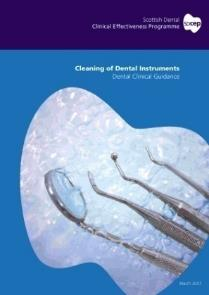 Scottish Dental
Clinical Effectiveness Programme
sdcep
Cleaning of Dental Instruments
Dental Clinical Guidance
March 2007